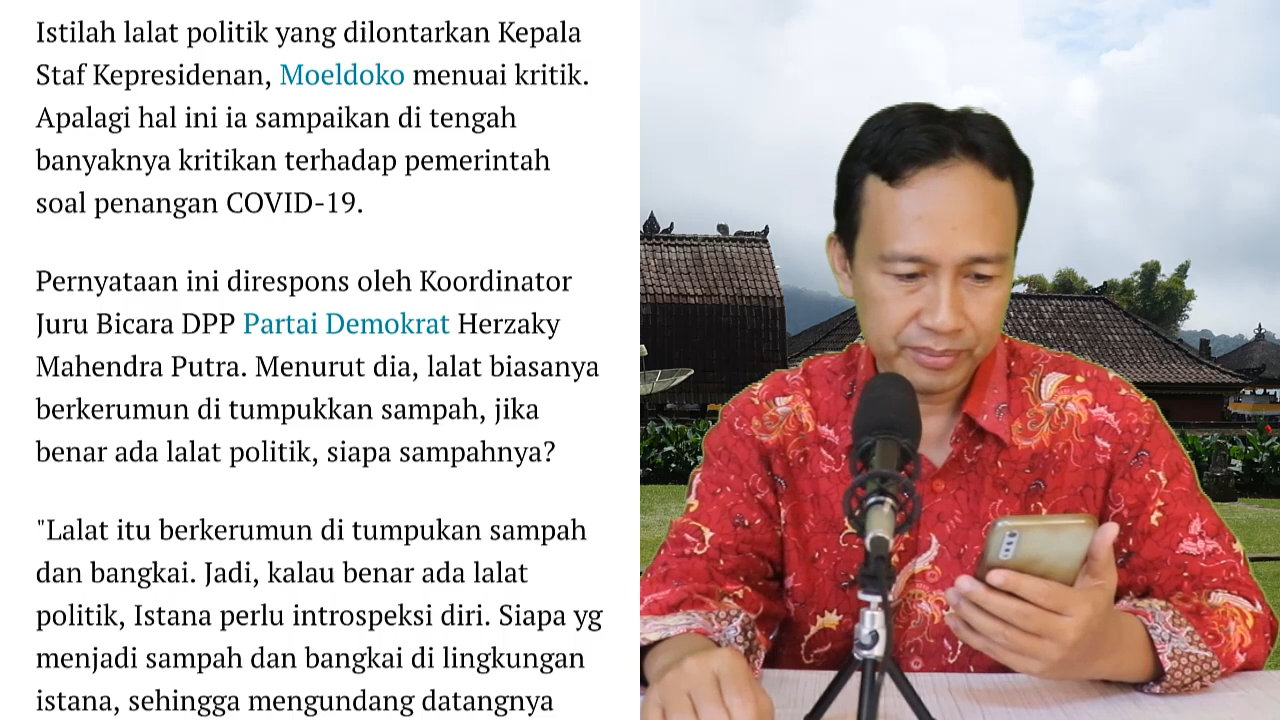 Istilah lalat politik yang dilontarkan Kepala
Staf Kepresidenan, Moeldoko menuai kritik.
Apalagi hal ini ia sampaikan di tengah
banyaknya kritikan terhadap pemerintah
soal penangan COVID-19.
Pernyataan ini direspons oleh Koordinator
Juru Bicara DPP Partai Demokrat Herzaky
Mahendra Putra. Menurut dia, lalat biasanya
berkerumun di tumpukkan sampah, jika
benar ada lalat politik, siapa sampahnya?
"Lalat itu berkerumun di tumpukan sampah
dan bangkai. Jadi, kalau benar ada lalat
politik, Istana perlu introspeksi diri. Siapa yg
menjadi sampah dan bangkai di lingkungan
istana, sehingga mengundang datangnya